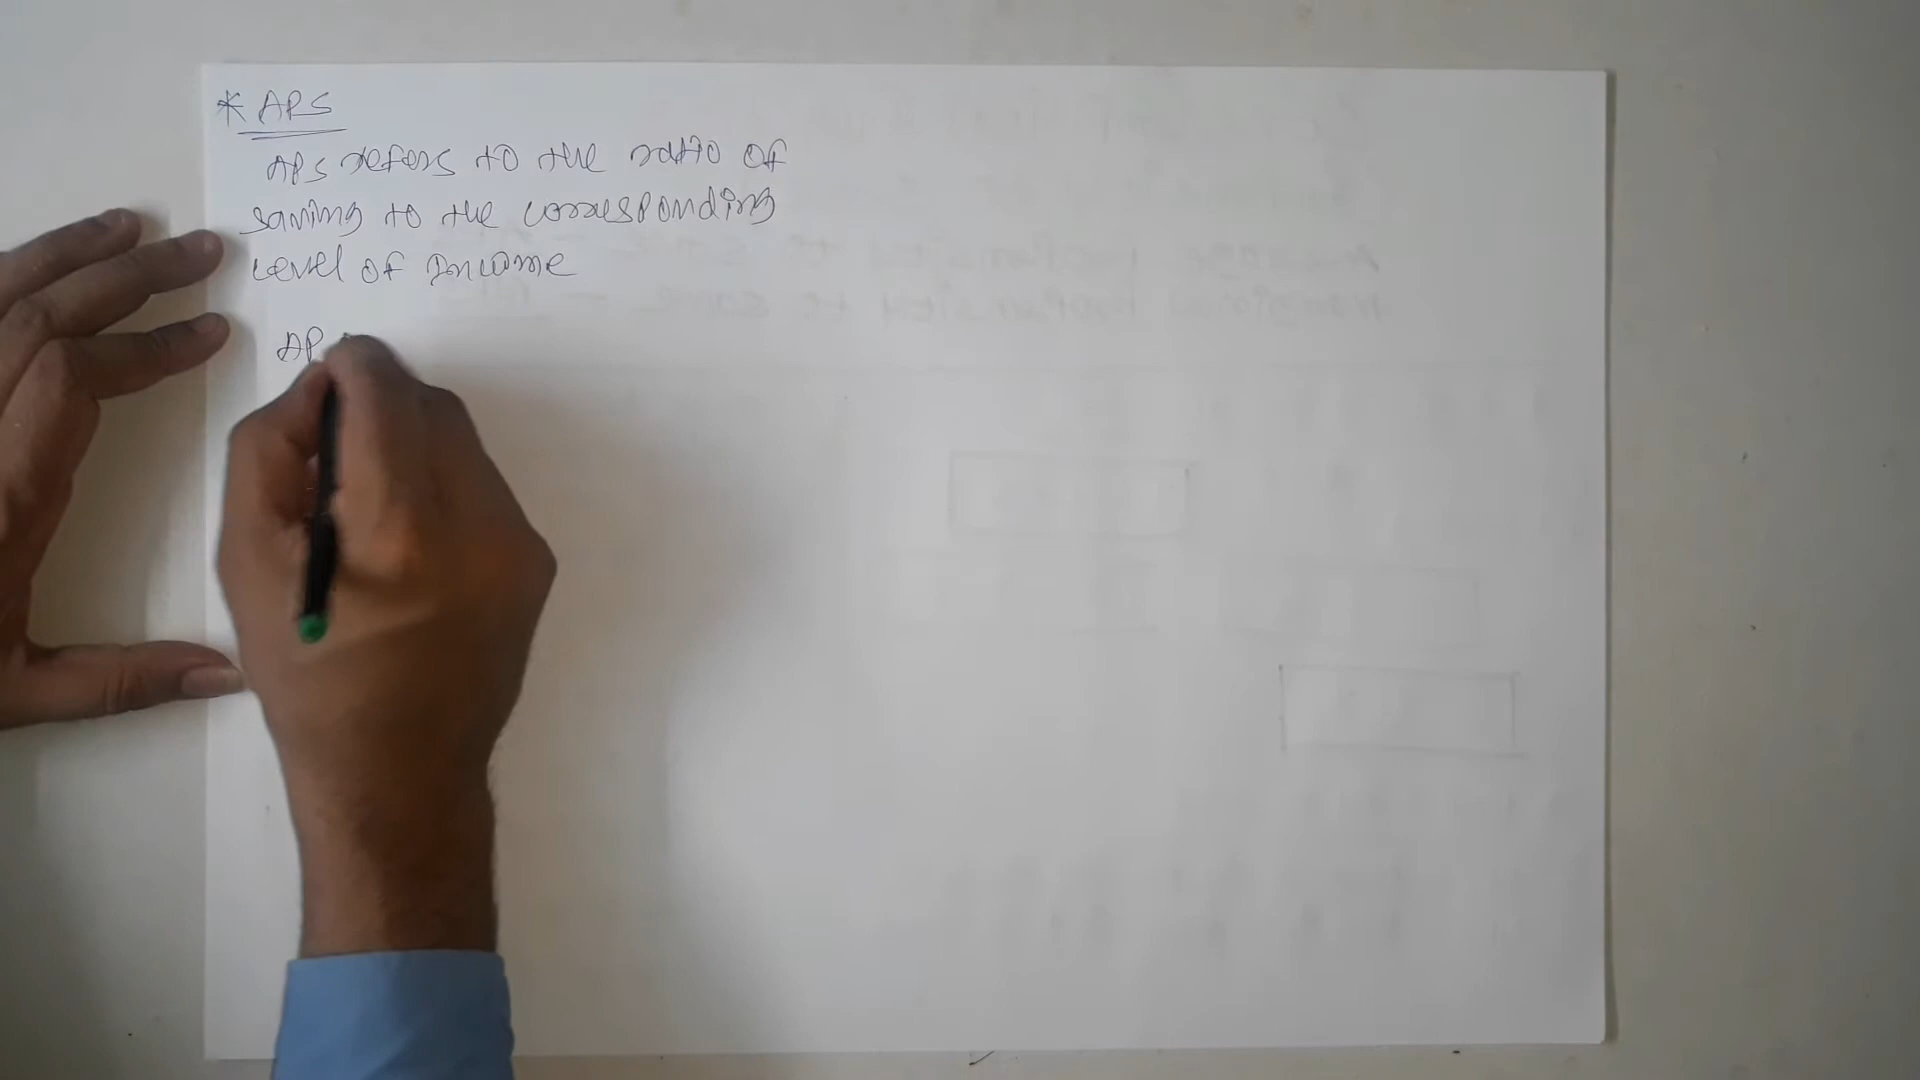 * APS
APS refers to the ratio of
saving to the corresponding
level of Income
AP